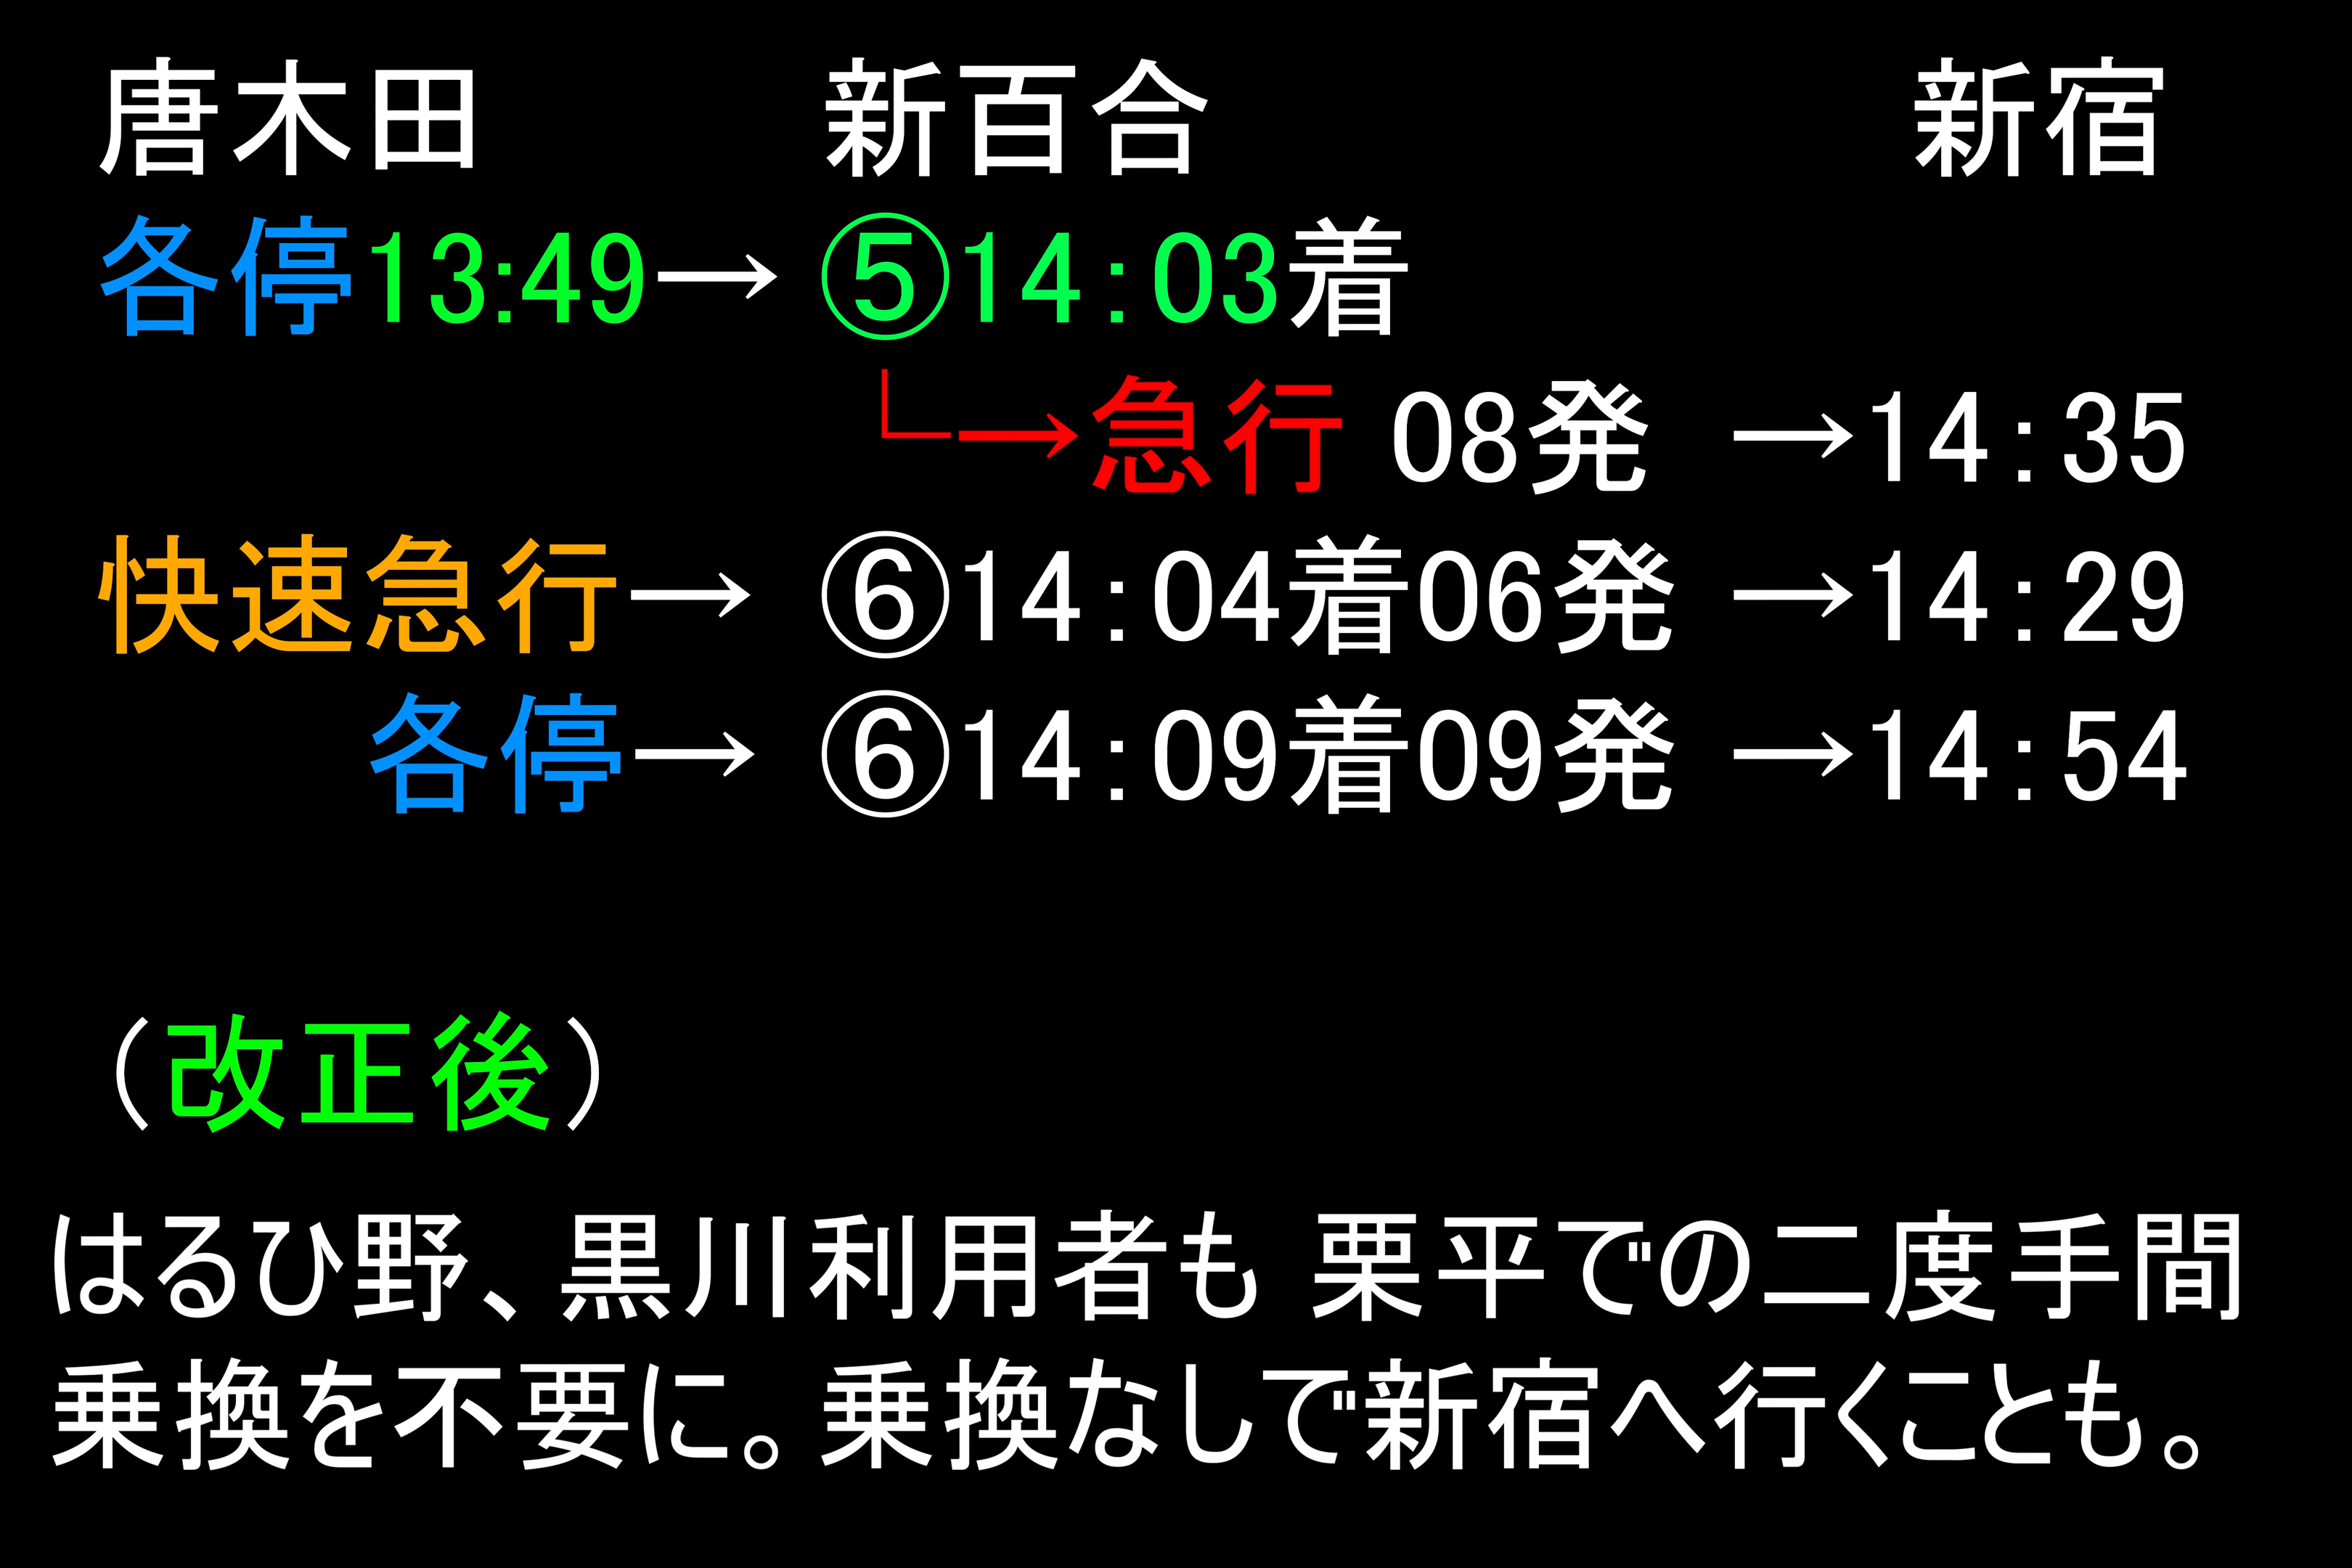 唐木田 新百合 新宿
各停13:49→ ⑤14:03着
└→急行 08発 →14:35
快速急行→ ⑥14:04着06発 →14:29
各停→ ⑥14:09着09発 →14:54
(改正後)
はるひ野、黒川利用者も 栗平での二度手間
乗換を不要に。乗換なしで新宿へ行くことも。